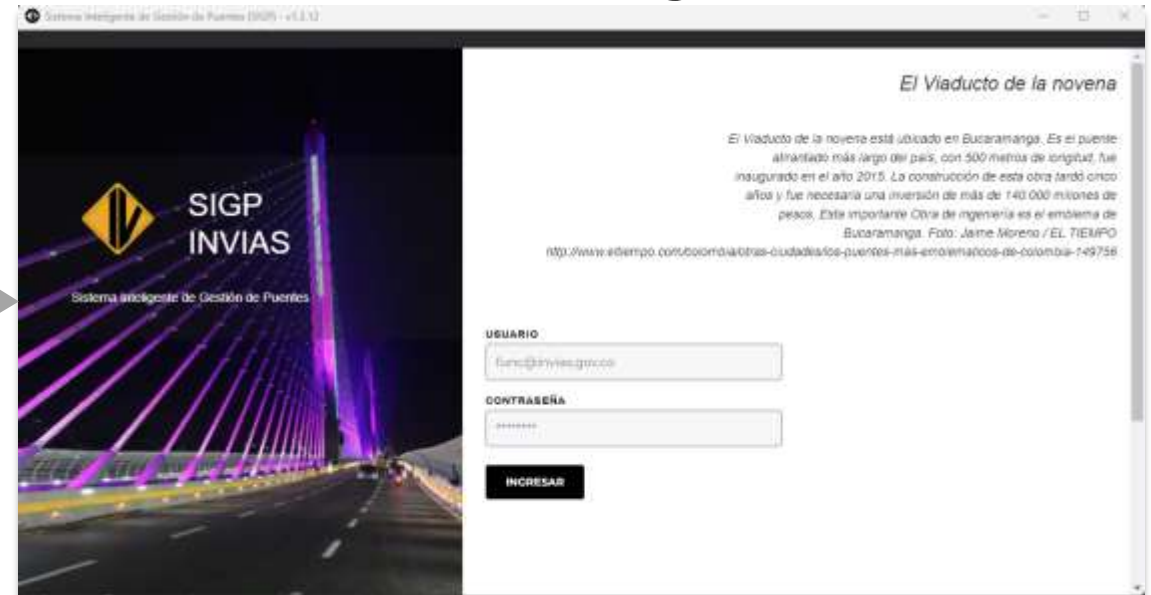 Sistema Inteligente de Gestión de Puentes (SIGP) - v1.3.12
El Viaducto de la novena
El Viaducto de la novena está ubicado en Bucaramanga. Es el puente
atirantado más largo del país, con 500 metros de longitud, fue
inaugurado en el año 2015. La construcción de esta obra tardó cinco
años y fue necesaria una inversión de más de 140.000 millones de
pesos. Esta importante Obra de ingeniería es el emblema de
Bucaramanga. Foto: Jaime Moreno / EL TIEMPO
http://www.eltiempo.com/colombia/otras-ciudades/los-puentes-mas-emblematicos-de-colombia-149756
SIGP
INVIAS
Sistema Inteligente de Gestión de Puentes
USUARIO
func@invias.gov.co
CONTRASEÑA
********
INGRESAR